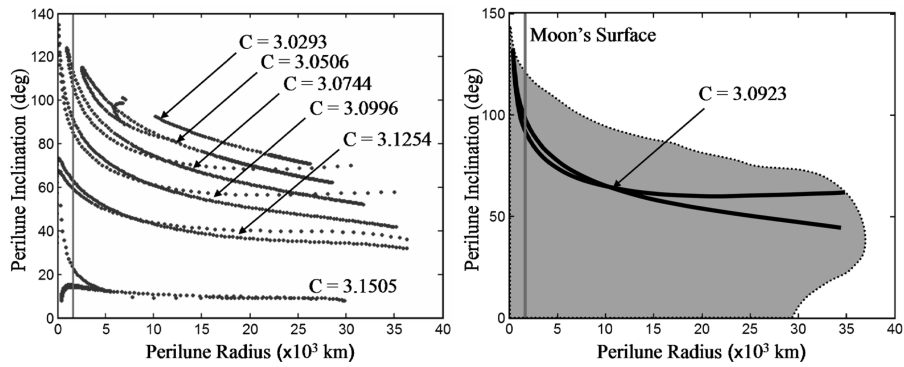 140
120
100
80
60
40
20
0
Perilune Inclination (deg)
C = 3.0293
C = 3.0506
C = 3.0744
C = 3.0996
C = 3.1254
C = 3.1505
0 5 10 15 20 25 30 35 40
Perilune Radius (×10³ km)
150
100
50
0
Perilune Inclination (deg)
Moon's Surface
C = 3.0923
0 5 10 15 20 25 30 35 40
Perilune Radius (×10³ km)